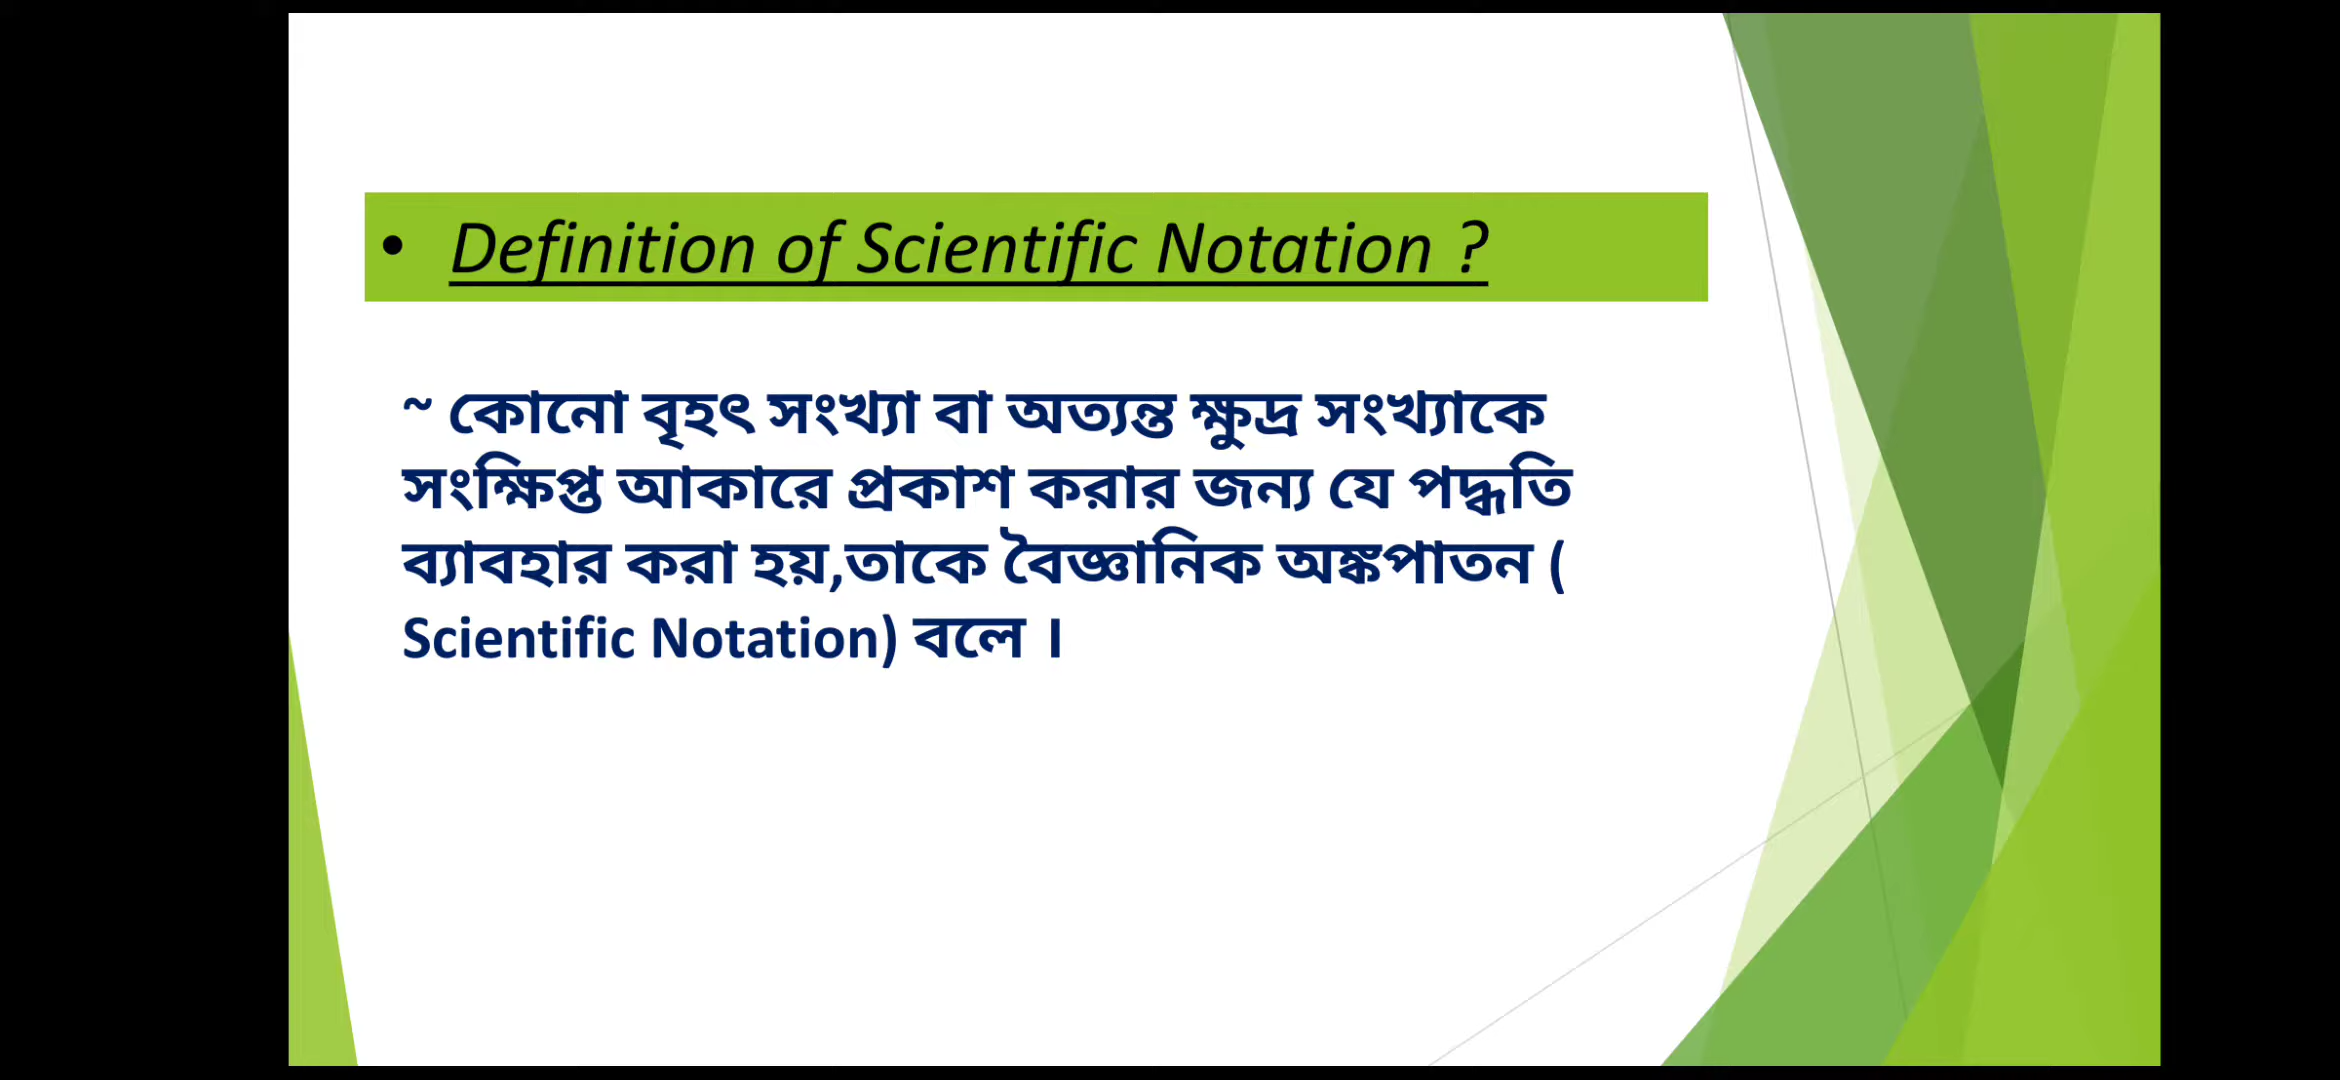 • Definition of Scientific Notation ?
~ কোনো বৃহৎ সংখ্যা বা অত্যন্ত ক্ষুদ্র সংখ্যাকে
সংক্ষিপ্ত আকারে প্রকাশ করার জন্য যে পদ্ধতি
ব্যাবহার করা হয়,তাকে বৈজ্ঞানিক অঙ্কপাতন (
Scientific Notation) বলে ।